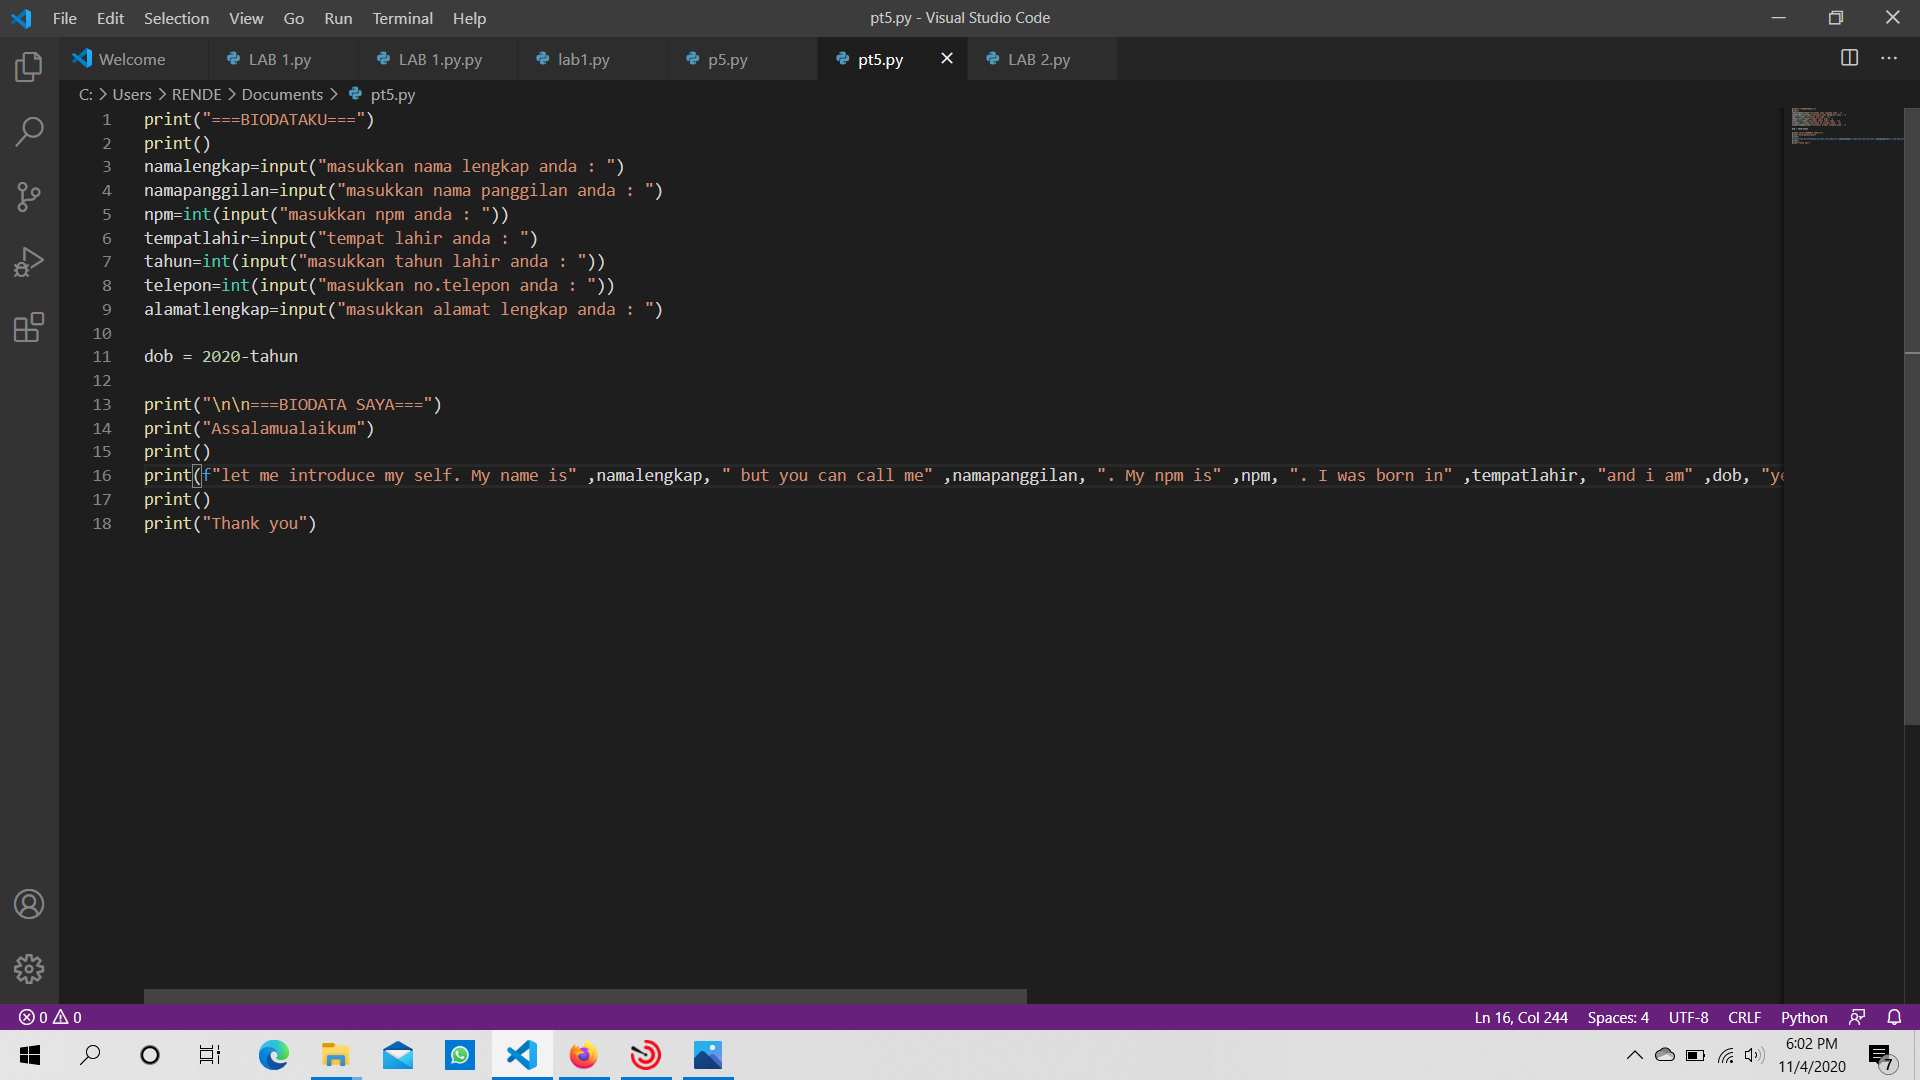 File Edit Selection View Go Run Terminal Help
pt5.py - Visual Studio Code
Welcome LAB 1.py LAB 1.py.py lab1.py p5.py pt5.py LAB 2.py
C: > Users > RENDE > Documents > pt5.py
1 print("===BIODATAKU===")
2 print()
3 namalengkap=input("masukkan nama lengkap anda : ")
4 namapanggilan=input("masukkan nama panggilan anda : ")
5 npm=int(input("masukkan npm anda : "))
6 tempatlahir=input("tempat lahir anda : ")
7 tahun=int(input("masukkan tahun lahir anda : "))
8 telepon=int(input("masukkan no.telepon anda : "))
9 alamatlengkap=input("masukkan alamat lengkap anda : ")
10
11 dob = 2020-tahun
12
13 print("\n\n===BIODATA SAYA===")
14 print("Assalamualaikum")
15 print()
16 print(f"let me introduce my self. My name is" ,namalengkap, " but you can call me" ,namapanggilan, ". My npm is" ,npm, ". I was born in" ,tempatlahir, "and i am" ,dob, "ye
17 print()
18 print("Thank you")
0 0
Ln 16, Col 244 Spaces: 4 UTF-8 CRLF Python
6:02 PM
11/4/2020
7